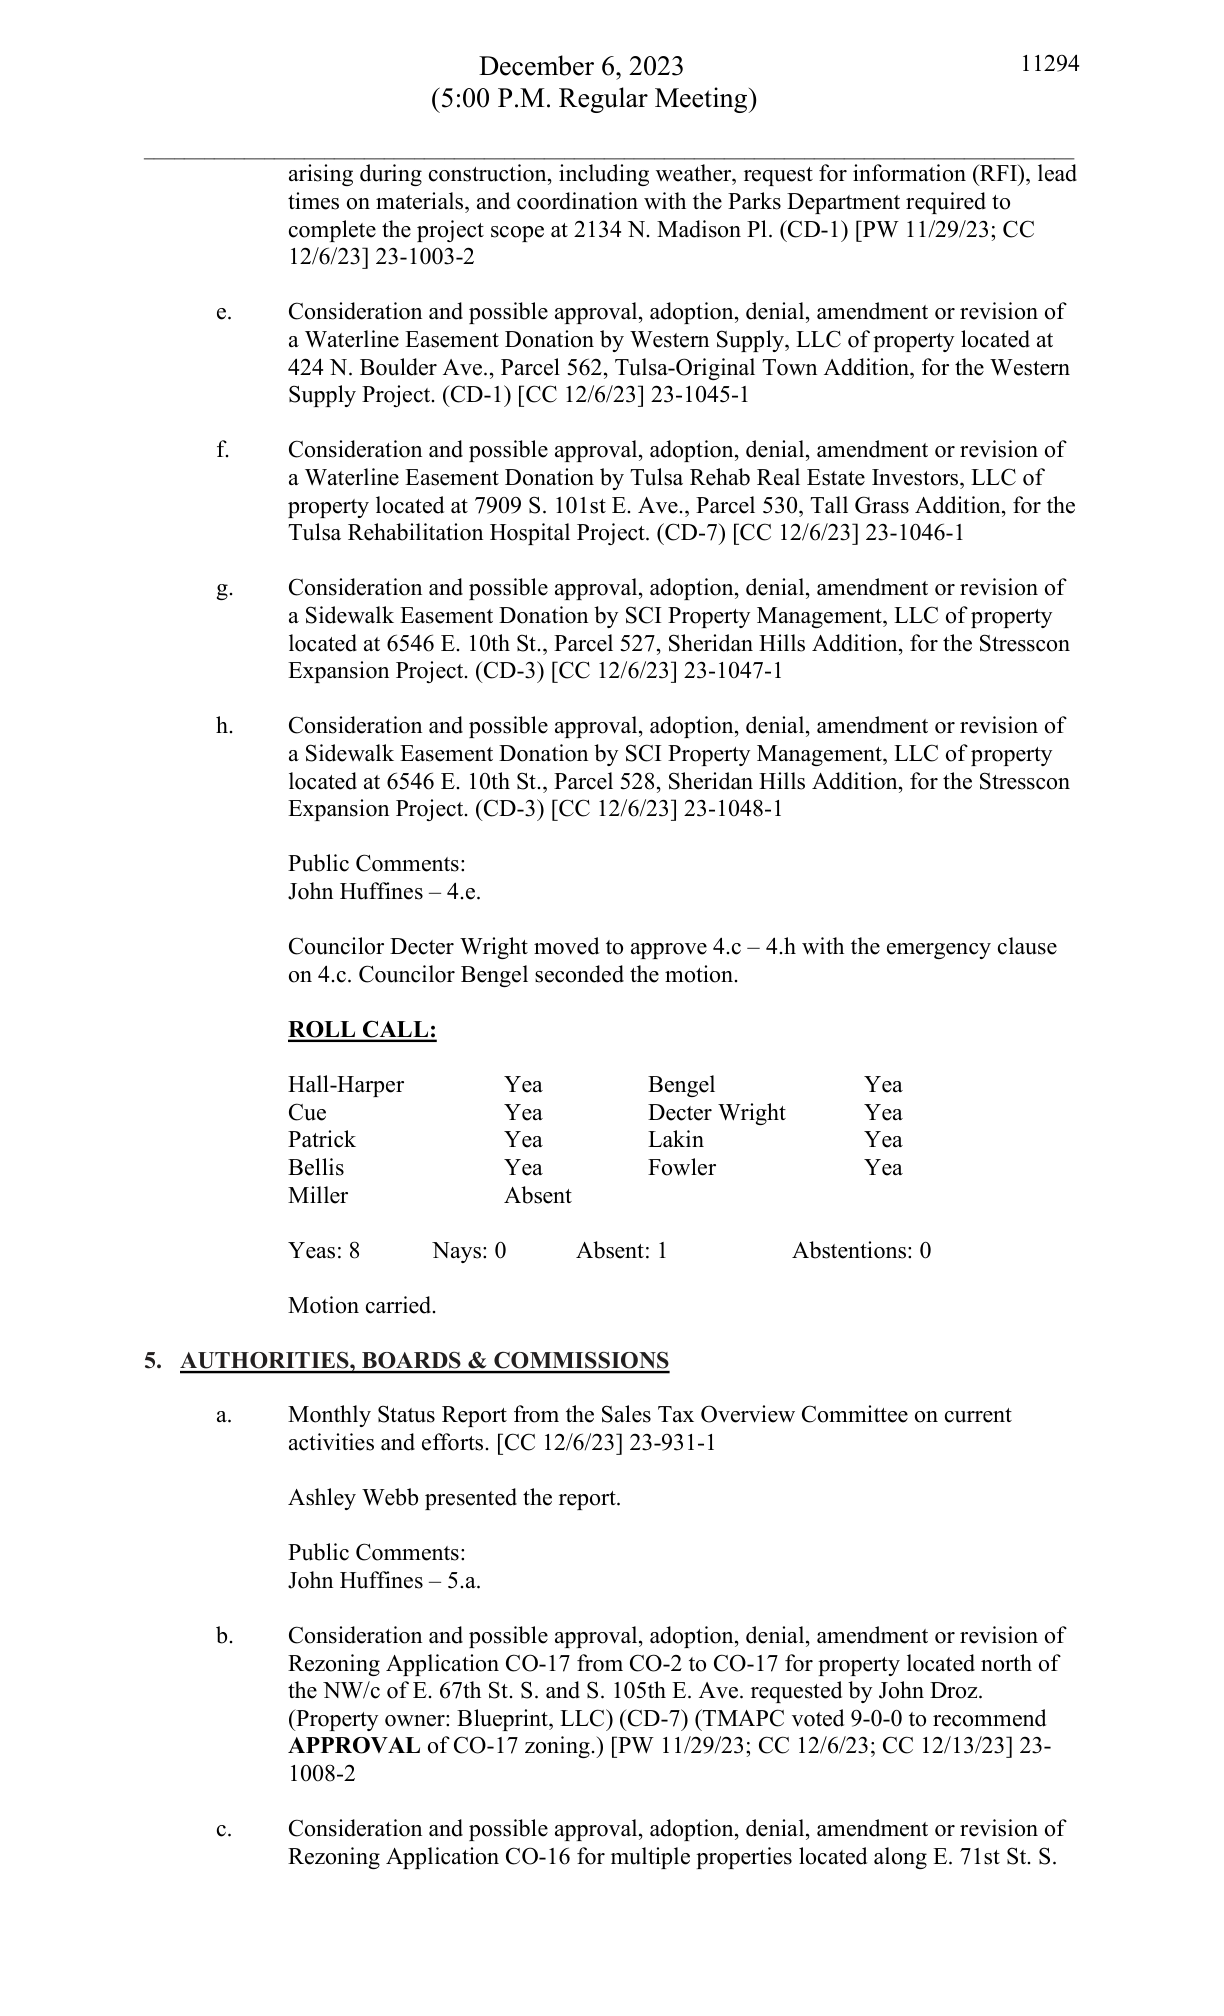 December 6, 2023
11294
(5:00 P.M. Regular Meeting)
arising during construction, including weather, request for information (RFI), lead
times on materials, and coordination with the Parks Department required to
complete the project scope at 2134 N. Madison Pl. (CD-1) [PW 11/29/23; CC
12/6/23] 23-1003-2
e. Consideration and possible approval, adoption, denial, amendment or revision of
a Waterline Easement Donation by Western Supply, LLC of property located at
424 N. Boulder Ave., Parcel 562, Tulsa-Original Town Addition, for the Western
Supply Project. (CD-1) [CC 12/6/23] 23-1045-1
f. Consideration and possible approval, adoption, denial, amendment or revision of
a Waterline Easement Donation by Tulsa Rehab Real Estate Investors, LLC of
property located at 7909 S. 101st E. Ave., Parcel 530, Tall Grass Addition, for the
Tulsa Rehabilitation Hospital Project. (CD-7) [CC 12/6/23] 23-1046-1
g. Consideration and possible approval, adoption, denial, amendment or revision of
a Sidewalk Easement Donation by SCI Property Management, LLC of property
located at 6546 E. 10th St., Parcel 527, Sheridan Hills Addition, for the Stresscon
Expansion Project. (CD-3) [CC 12/6/23] 23-1047-1
h. Consideration and possible approval, adoption, denial, amendment or revision of
a Sidewalk Easement Donation by SCI Property Management, LLC of property
located at 6546 E. 10th St., Parcel 528, Sheridan Hills Addition, for the Stresscon
Expansion Project. (CD-3) [CC 12/6/23] 23-1048-1
Public Comments:
John Huffines – 4.e.
Councilor Decter Wright moved to approve 4.c – 4.h with the emergency clause
on 4.c. Councilor Bengel seconded the motion.
ROLL CALL:
Hall-Harper Yea Bengel Yea
Cue Yea Decter Wright Yea
Patrick Yea Lakin Yea
Bellis Yea Fowler Yea
Miller Absent
Yeas: 8 Nays: 0 Absent: 1 Abstentions: 0
Motion carried.
5. AUTHORITIES, BOARDS & COMMISSIONS
a. Monthly Status Report from the Sales Tax Overview Committee on current
activities and efforts. [CC 12/6/23] 23-931-1
Ashley Webb presented the report.
Public Comments:
John Huffines – 5.a.
b. Consideration and possible approval, adoption, denial, amendment or revision of
Rezoning Application CO-17 from CO-2 to CO-17 for property located north of
the NW/c of E. 67th St. S. and S. 105th E. Ave. requested by John Droz.
(Property owner: Blueprint, LLC) (CD-7) (TMAPC voted 9-0-0 to recommend
APPROVAL of CO-17 zoning.) [PW 11/29/23; CC 12/6/23; CC 12/13/23] 23-
1008-2
c. Consideration and possible approval, adoption, denial, amendment or revision of
Rezoning Application CO-16 for multiple properties located along E. 71st St. S.